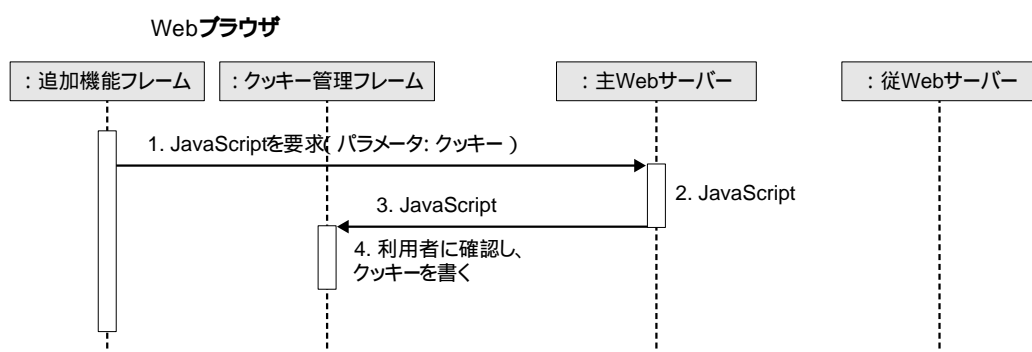 Webブラウザ
: 追加機能フレーム
: クッキー管理フレーム
: 主Webサーバー
: 従Webサーバー
1. JavaScriptを要求( パラメータ: クッキー )
2. JavaScript
3. JavaScript
4. 利用者に確認し、
クッキーを書く